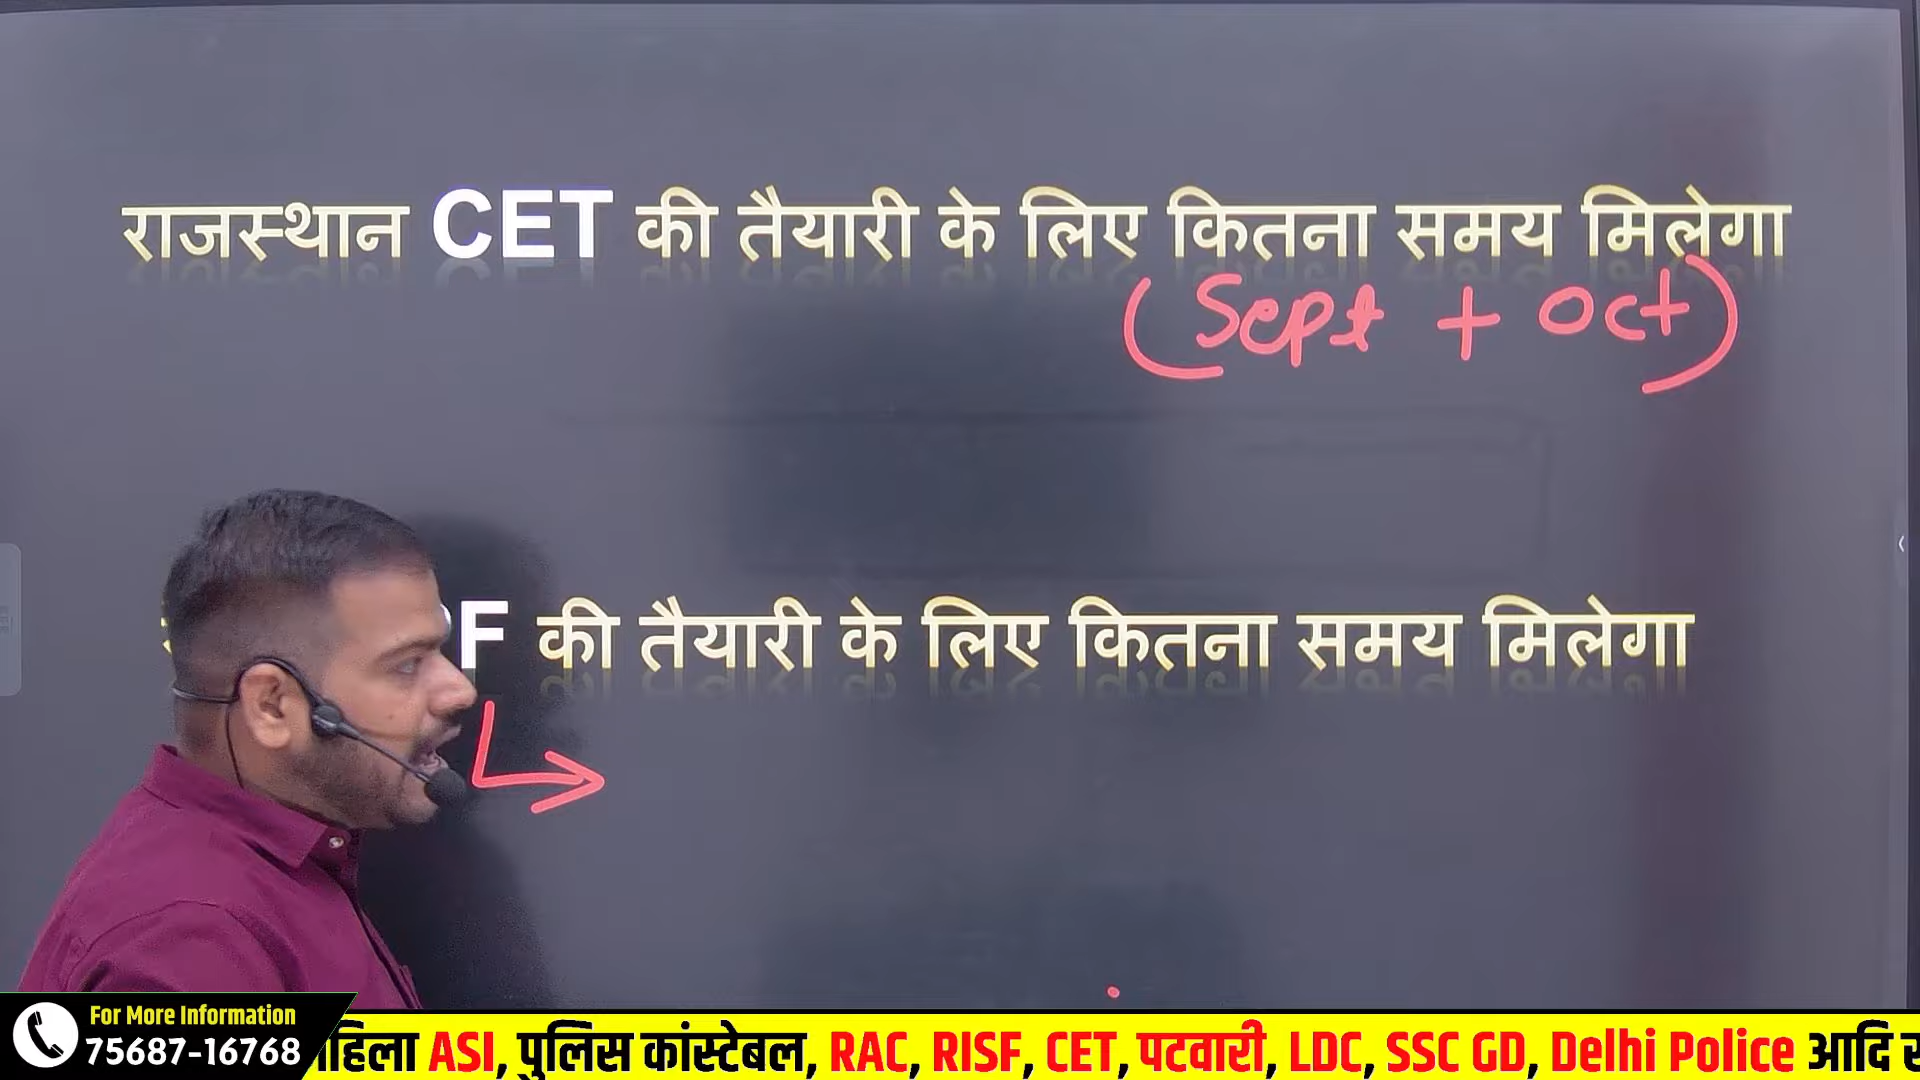 राजस्थान CET की तैयारी के लिए कितना समय मिलेगा
(Sept + Oct)
F की तैयारी के लिए कितना समय मिलेगा
For More Information
75687-16768
हिला ASI, पुलिस कांस्टेबल, RAC, RISF, CET, पटवारी, LDC, SSC GD, Delhi Police आदि